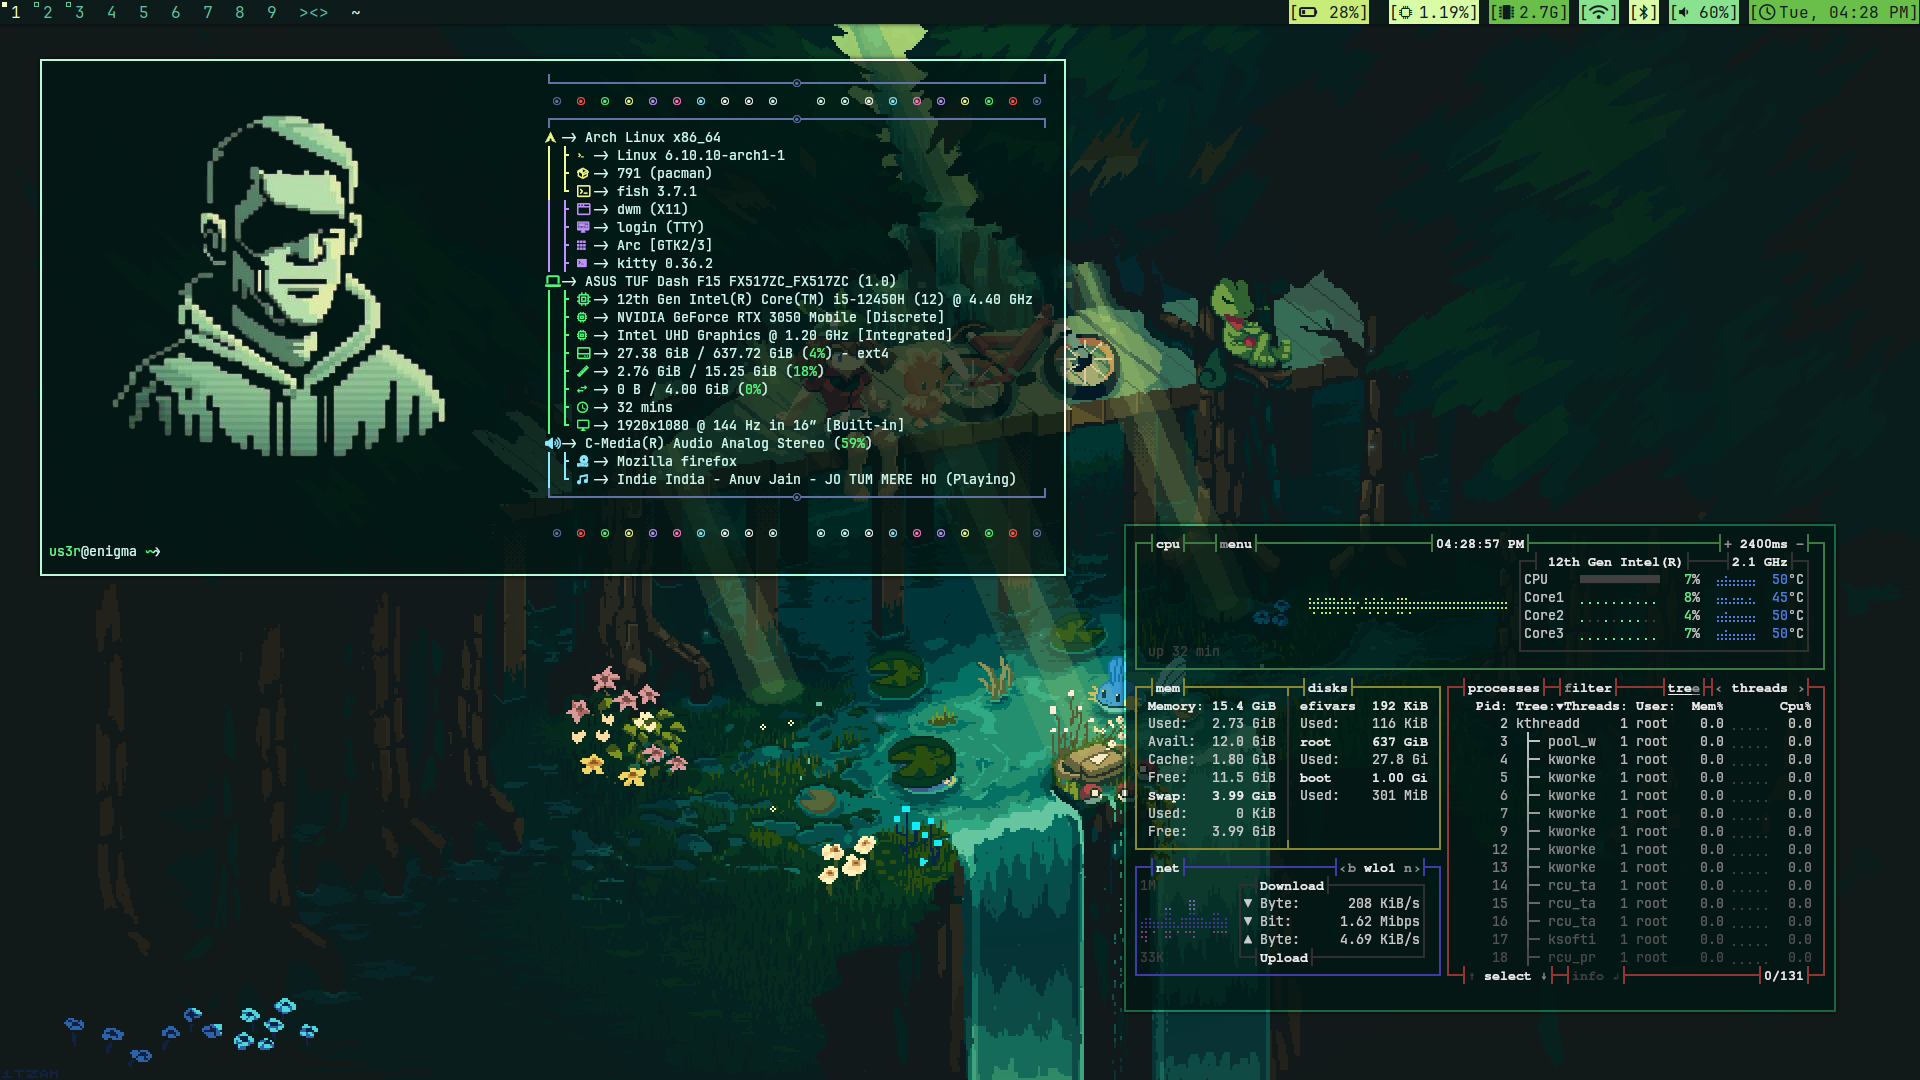 1 2 3 4 5 6 7 8 9 ><> ~
[ 28%] [ 1.19%] [ 2.7G] [ ] [ ] [ 60%] [ Tue, 04:28 PM]
Arch Linux x86_64
Linux 6.10.10-arch1-1
791 (pacman)
fish 3.7.1
dwm (X11)
login (TTY)
Arc [GTK2/3]
kitty 0.36.2
ASUS TUF Dash F15 FX517ZC_FX517ZC (1.0)
12th Gen Intel(R) Core(TM) i5-12450H (12) @ 4.40 GHz
NVIDIA GeForce RTX 3050 Mobile [Discrete]
Intel UHD Graphics @ 1.20 GHz [Integrated]
27.38 GiB / 637.72 GiB (4%) - ext4
2.76 GiB / 15.25 GiB (18%)
0 B / 4.00 GiB (0%)
32 mins
1920x1080 @ 144 Hz in 16” [Built-in]
C-Media(R) Audio Analog Stereo (59%)
Mozilla firefox
Indie India - Anuv Jain - JO TUM MERE HO (Playing)
us3r@enigma ~>
cpu menu 04:28:57 PM + 2400ms -
12th Gen Intel(R) 2.1 GHz
CPU 7% 50°C
Core1 8% 45°C
Core2 4% 50°C
Core3 7% 50°C
up 32 min
mem
Memory: 15.4 GiB
Used: 2.73 GiB
Avail: 12.0 GiB
Cache: 1.80 GiB
Free: 11.5 GiB
Swap: 3.99 GiB
Used: 0 KiB
Free: 3.99 GiB
disks
efivars 192 KiB
Used: 116 KiB
root 637 GiB
Used: 27.8 Gi
boot 1.00 Gi
Used: 301 MiB
net <b wlo1 n>
1M
33K
Download
▼ Byte: 208 KiB/s
▼ Bit: 1.62 Mibps
▲ Byte: 4.69 KiB/s
Upload
processes filter tree < threads >
Pid: Tree:▼Threads: User: Mem% Cpu%
2 kthreadd 1 root 0.0 ..... 0.0
3 pool_w 1 root 0.0 ..... 0.0
4 kworke 1 root 0.0 ..... 0.0
5 kworke 1 root 0.0 ..... 0.0
6 kworke 1 root 0.0 ..... 0.0
7 kworke 1 root 0.0 ..... 0.0
9 kworke 1 root 0.0 ..... 0.0
12 kworke 1 root 0.0 ..... 0.0
13 kworke 1 root 0.0 ..... 0.0
14 rcu_ta 1 root 0.0 ..... 0.0
15 rcu_ta 1 root 0.0 ..... 0.0
16 rcu_ta 1 root 0.0 ..... 0.0
17 ksofti 1 root 0.0 ..... 0.0
18 rcu_pr 1 root 0.0 ..... 0.0
↑ select ↓ info ↲ 0/131